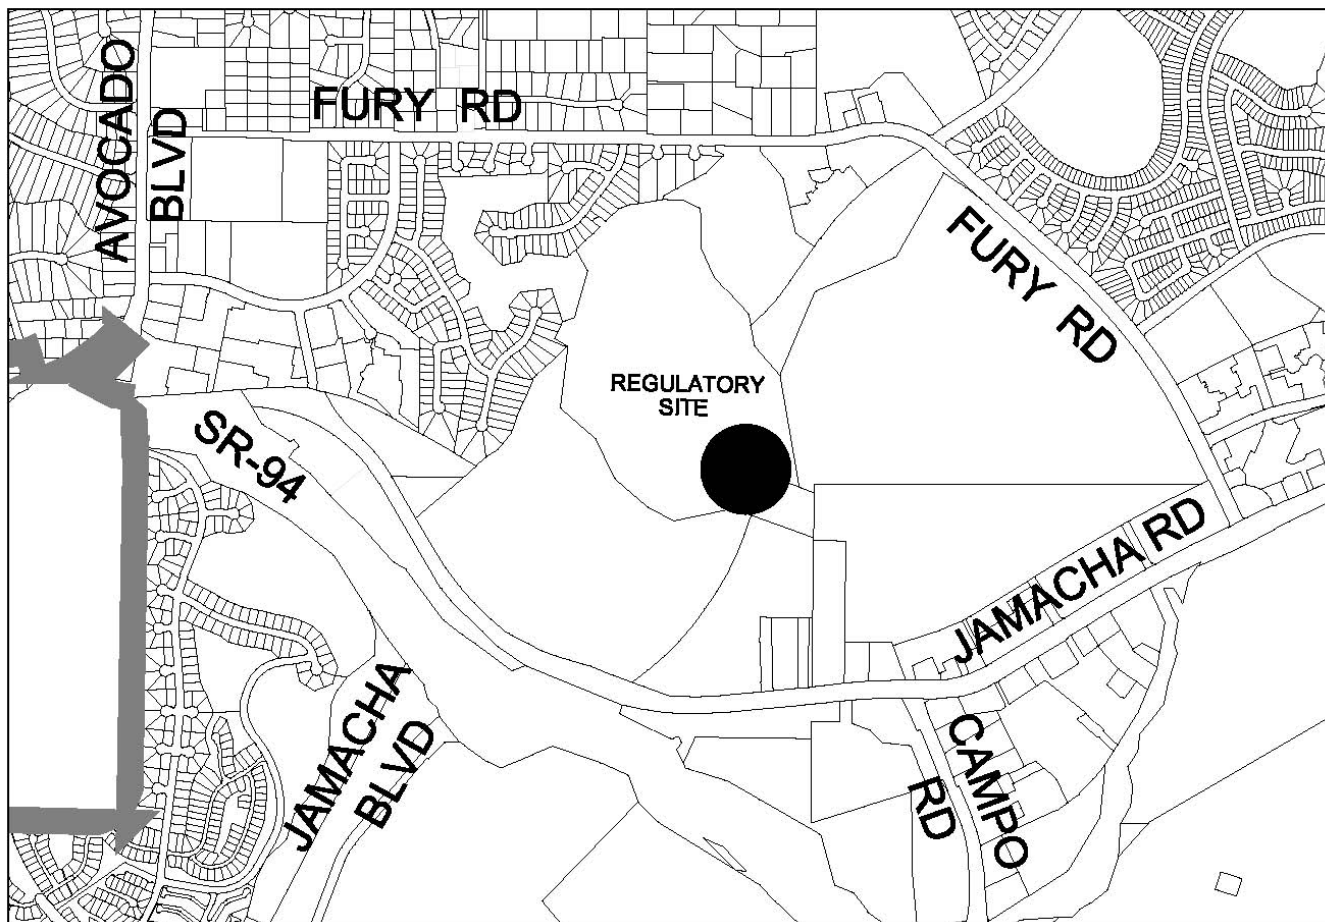 AVOCADO
BLVD
FURY RD
FURY RD
REGULATORY
SITE
SR-94
JAMACHA RD
JAMACHA
BLVD
CAMPO
RD